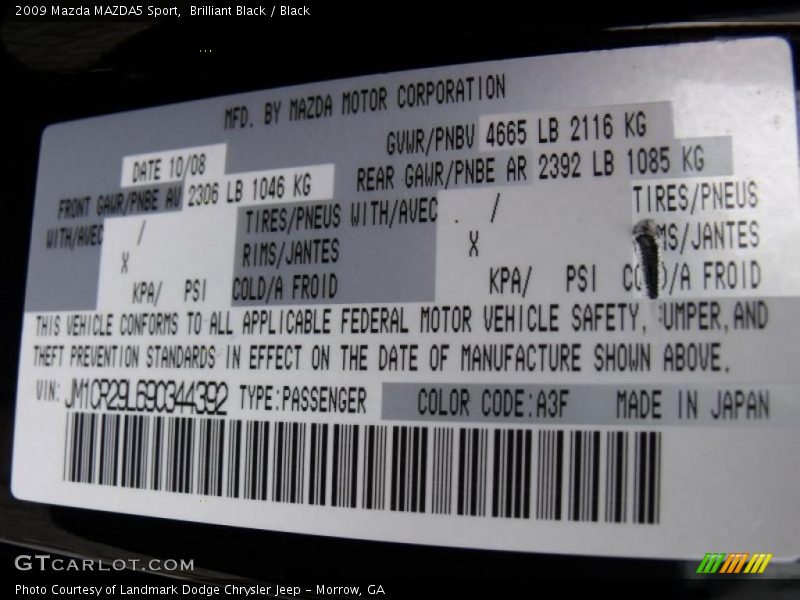 2009 Mazda MAZDA5 Sport, Brilliant Black / Black
MFD. BY MAZDA MOTOR CORPORATION
DATE 10/08 GVWR/PNBV 4665 LB 2116 KG
FRONT GAWR/PNBE AV 2306 LB 1046 KG REAR GAWR/PNBE AR 2392 LB 1085 KG
WITH/AVEC / TIRES/PNEUS WITH/AVEC / TIRES/PNEUS
X RIMS/JANTES X MS/JANTES
KPA/ PSI COLD/A FROID KPA/ PSI CO D/A FROID
THIS VEHICLE CONFORMS TO ALL APPLICABLE FEDERAL MOTOR VEHICLE SAFETY, UMPER,AND
THEFT PREVENTION STANDARDS IN EFFECT ON THE DATE OF MANUFACTURE SHOWN ABOVE.
VIN: JM1CR29L690344392 TYPE:PASSENGER COLOR CODE:A3F MADE IN JAPAN
GTCARLOT.COM
Photo Courtesy of Landmark Dodge Chrysler Jeep - Morrow, GA